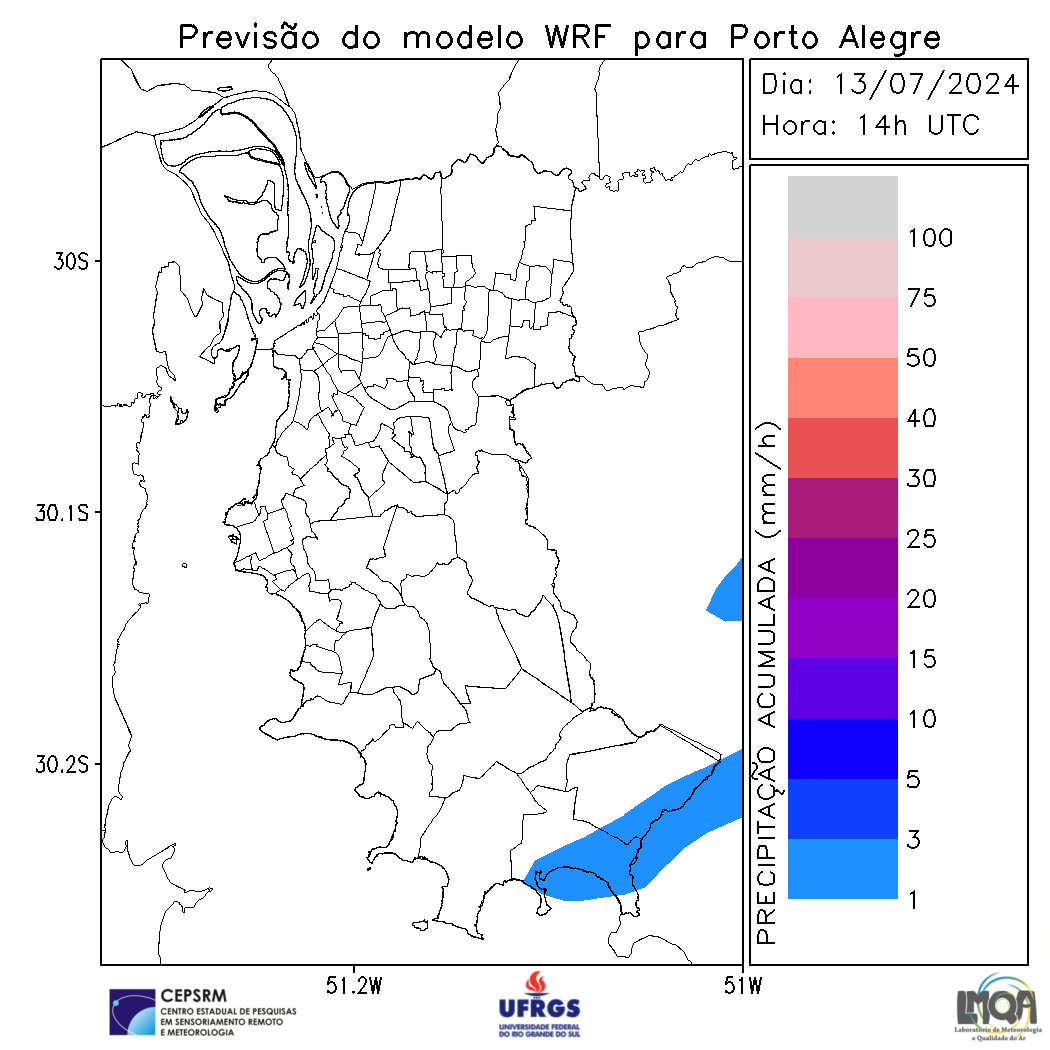 Previsão do modelo WRF para Porto Alegre
Dia: 13/07/2024
Hora: 14h UTC
30S
30.1S
30.2S
51.2W
51W
PRECIPITAÇÃO ACUMULADA (mm/h)
100
75
50
40
30
25
20
15
10
5
3
1
CEPSRM
CENTRO ESTADUAL DE PESQUISAS
EM SENSORIAMENTO REMOTO
E METEOROLOGIA
UFRGS
UNIVERSIDADE FEDERAL
DO RIO GRANDE DO SUL
LMQA
Laboratório de Meteorologia
e Qualidade do Ar